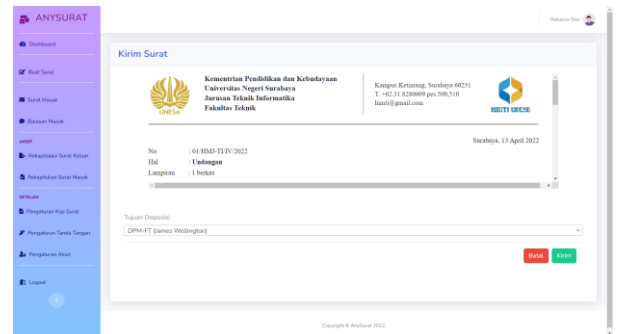 ANYSURAT
Rebecca Star
Dashboard
Buat Surat
Surat Masuk
Balasan Masuk
ARSIP
Rekapitulasi Surat Keluar
Rekapitulasi Surat Masuk
SETELAN
Pengaturan Kop Surat
Pengaturan Tanda Tangan
Pengaturan Akun
Logout
Kirim Surat
UNESA
Kementrian Pendidikan dan Kebudayaan
Universitas Negeri Surabaya
Jurusan Teknik Informatika
Fakultas Teknik
Kampus Ketintang, Surabaya 60231
T. +62.31.8280009 pes.500,510
hmti@gmail.com
HMTI UNESA
Surabaya, 13 April 2022
No : 01/HMJ-TI/IV/2022
Hal : Undangan
Lampiran : 1 berkas
Tujuan Disposisi
DPM-FT (James Wellington)
Batal
Kirim
Copyright © AnySurat 2022